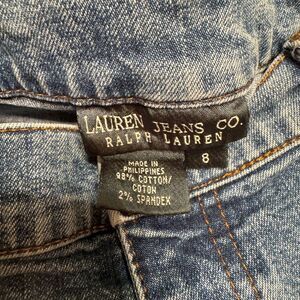 LAUREN JEANS CO.
RALPH LAUREN
8
MADE IN
PHILIPPINES
98% COTTON/
COTON
2% SPANDEX